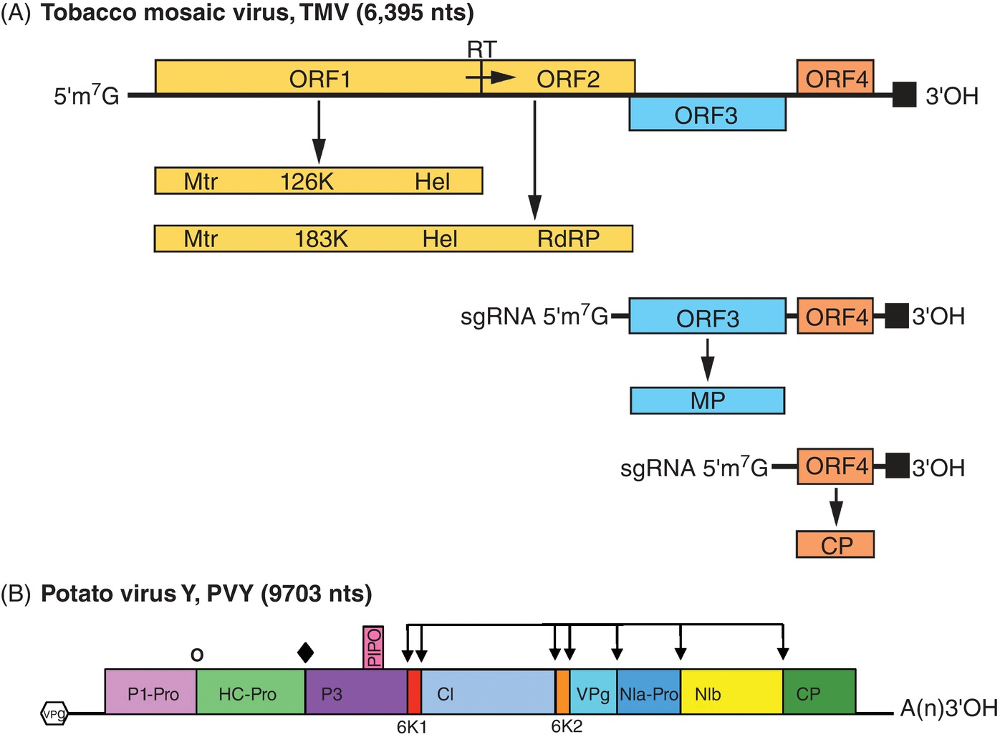 (A) Tobacco mosaic virus, TMV (6,395 nts)
RT
ORF1 ORF2 ORF4
5'm⁷G 3'OH
ORF3
Mtr 126K Hel
Mtr 183K Hel RdRP
sgRNA 5'm⁷G ORF3 ORF4 3'OH
MP
sgRNA 5'm⁷G ORF4 3'OH
CP
(B) Potato virus Y, PVY (9703 nts)
PIPO
P1-Pro HC-Pro P3 CI VPg NIa-Pro NIb CP
VPg A(n)3'OH
6K1 6K2